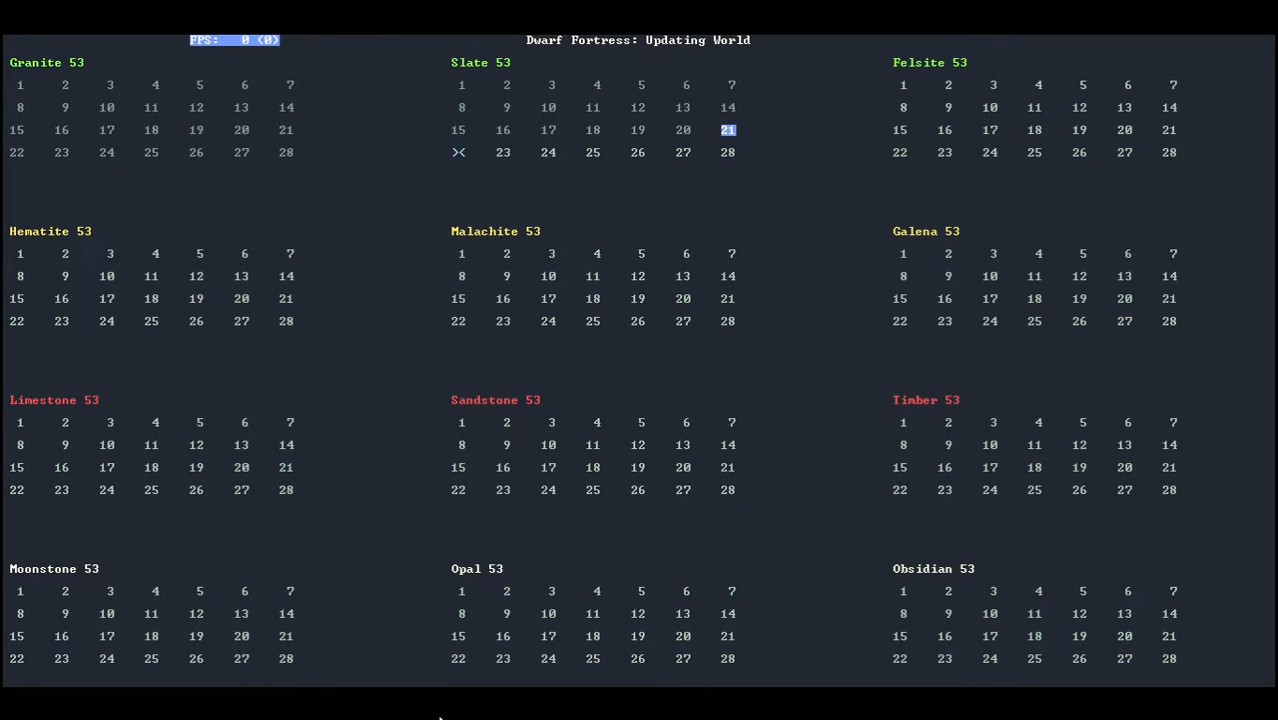 FPS: 0 (0) Dwarf Fortress: Updating World
Granite 53 Slate 53 Felsite 53
1 2 3 4 5 6 7 1 2 3 4 5 6 7 1 2 3 4 5 6 7
8 9 10 11 12 13 14 8 9 10 11 12 13 14 8 9 10 11 12 13 14
15 16 17 18 19 20 21 15 16 17 18 19 20 21 15 16 17 18 19 20 21
22 23 24 25 26 27 28 >< 23 24 25 26 27 28 22 23 24 25 26 27 28
Hematite 53 Malachite 53 Galena 53
1 2 3 4 5 6 7 1 2 3 4 5 6 7 1 2 3 4 5 6 7
8 9 10 11 12 13 14 8 9 10 11 12 13 14 8 9 10 11 12 13 14
15 16 17 18 19 20 21 15 16 17 18 19 20 21 15 16 17 18 19 20 21
22 23 24 25 26 27 28 22 23 24 25 26 27 28 22 23 24 25 26 27 28
Limestone 53 Sandstone 53 Timber 53
1 2 3 4 5 6 7 1 2 3 4 5 6 7 1 2 3 4 5 6 7
8 9 10 11 12 13 14 8 9 10 11 12 13 14 8 9 10 11 12 13 14
15 16 17 18 19 20 21 15 16 17 18 19 20 21 15 16 17 18 19 20 21
22 23 24 25 26 27 28 22 23 24 25 26 27 28 22 23 24 25 26 27 28
Moonstone 53 Opal 53 Obsidian 53
1 2 3 4 5 6 7 1 2 3 4 5 6 7 1 2 3 4 5 6 7
8 9 10 11 12 13 14 8 9 10 11 12 13 14 8 9 10 11 12 13 14
15 16 17 18 19 20 21 15 16 17 18 19 20 21 15 16 17 18 19 20 21
22 23 24 25 26 27 28 22 23 24 25 26 27 28 22 23 24 25 26 27 28